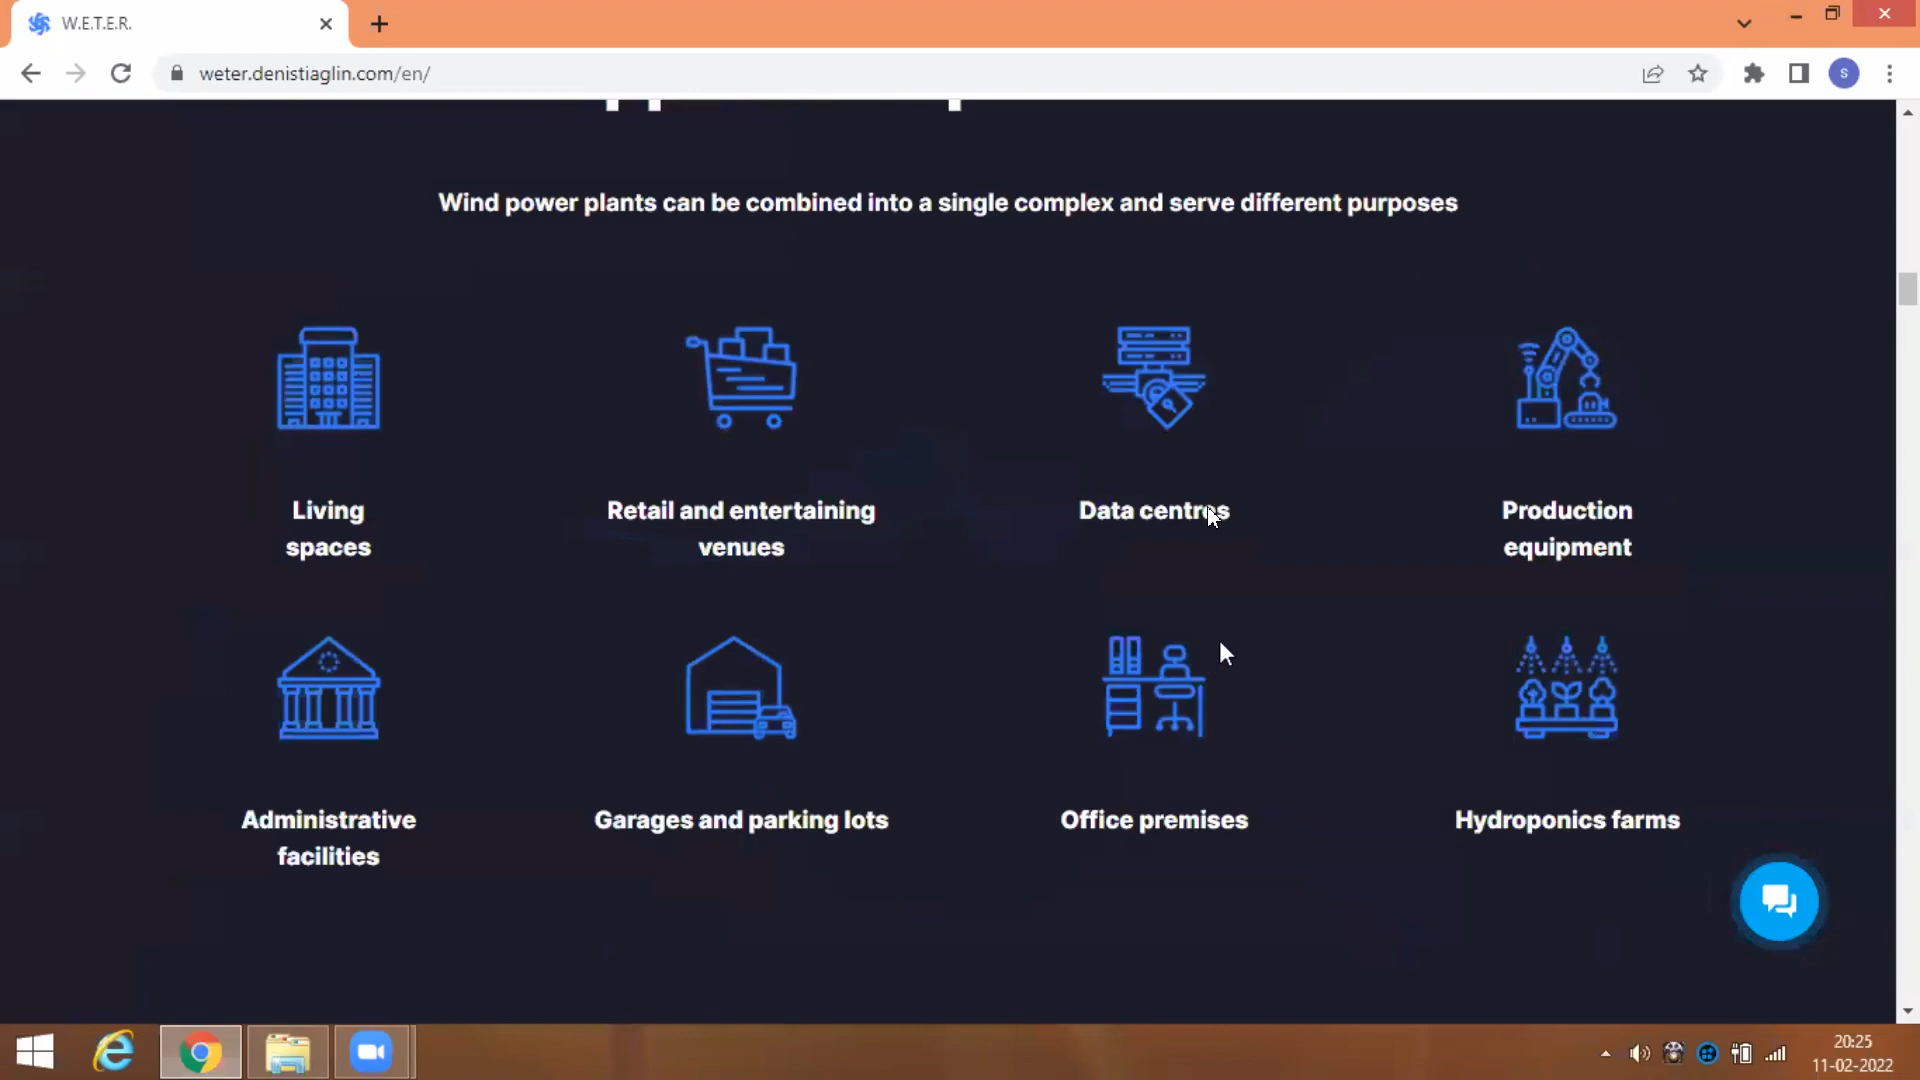 W.E.T.E.R.
weter.denistiaglin.com/en/
S
Wind power plants can be combined into a single complex and serve different purposes
Living
spaces
Retail and entertaining
venues
Data centres
Production
equipment
Administrative
facilities
Garages and parking lots
Office premises
Hydroponics farms
20:25
11-02-2022